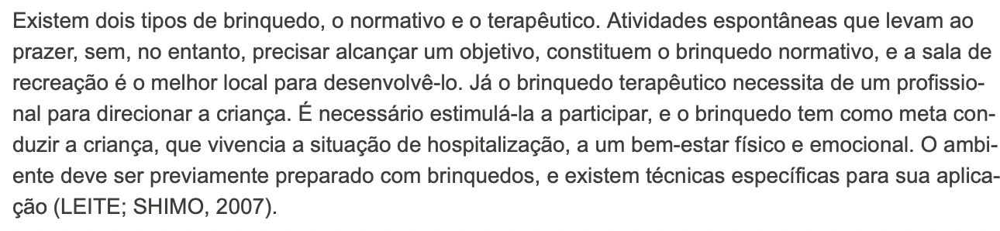 Existem dois tipos de brinquedo, o normativo e o terapêutico. Atividades espontâneas que levam ao
prazer, sem, no entanto, precisar alcançar um objetivo, constituem o brinquedo normativo, e a sala de
recreação é o melhor local para desenvolvê-lo. Já o brinquedo terapêutico necessita de um profissio-
nal para direcionar a criança. É necessário estimulá-la a participar, e o brinquedo tem como meta con-
duzir a criança, que vivencia a situação de hospitalização, a um bem-estar físico e emocional. O ambi-
ente deve ser previamente preparado com brinquedos, e existem técnicas específicas para sua aplica-
ção (LEITE; SHIMO, 2007).